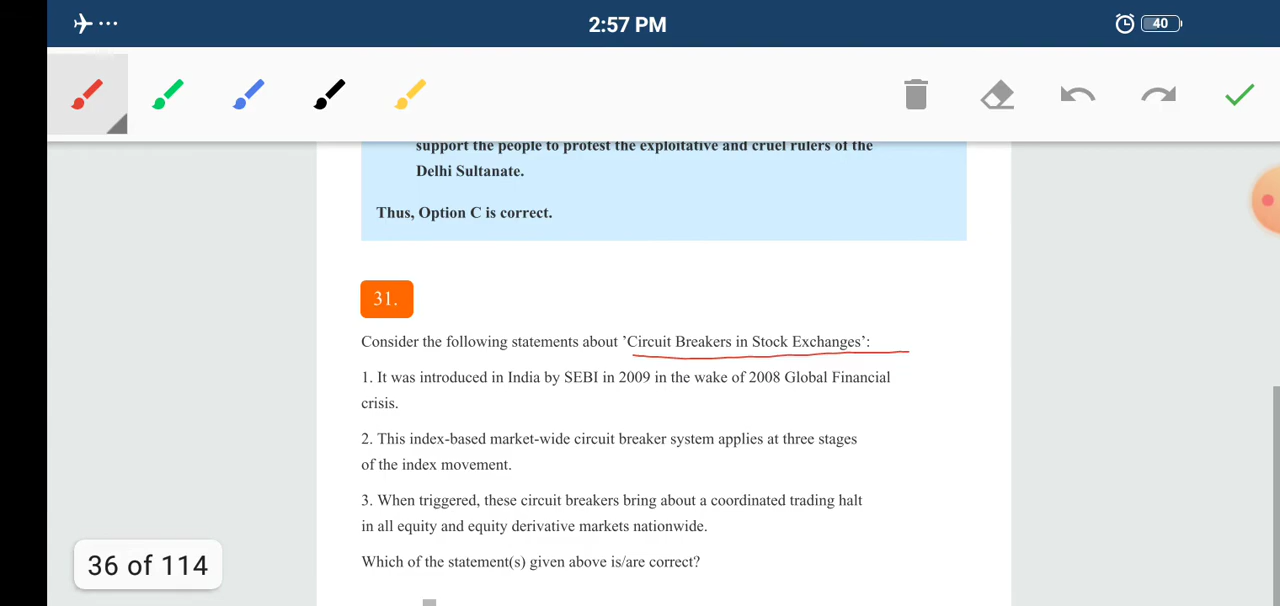 2:57 PM
40
support the people to protest the exploitative and cruel rulers of the
Delhi Sultanate.
Thus, Option C is correct.
31.
Consider the following statements about ’Circuit Breakers in Stock Exchanges’:
1. It was introduced in India by SEBI in 2009 in the wake of 2008 Global Financial
crisis.
2. This index-based market-wide circuit breaker system applies at three stages
of the index movement.
3. When triggered, these circuit breakers bring about a coordinated trading halt
in all equity and equity derivative markets nationwide.
Which of the statement(s) given above is/are correct?
36 of 114